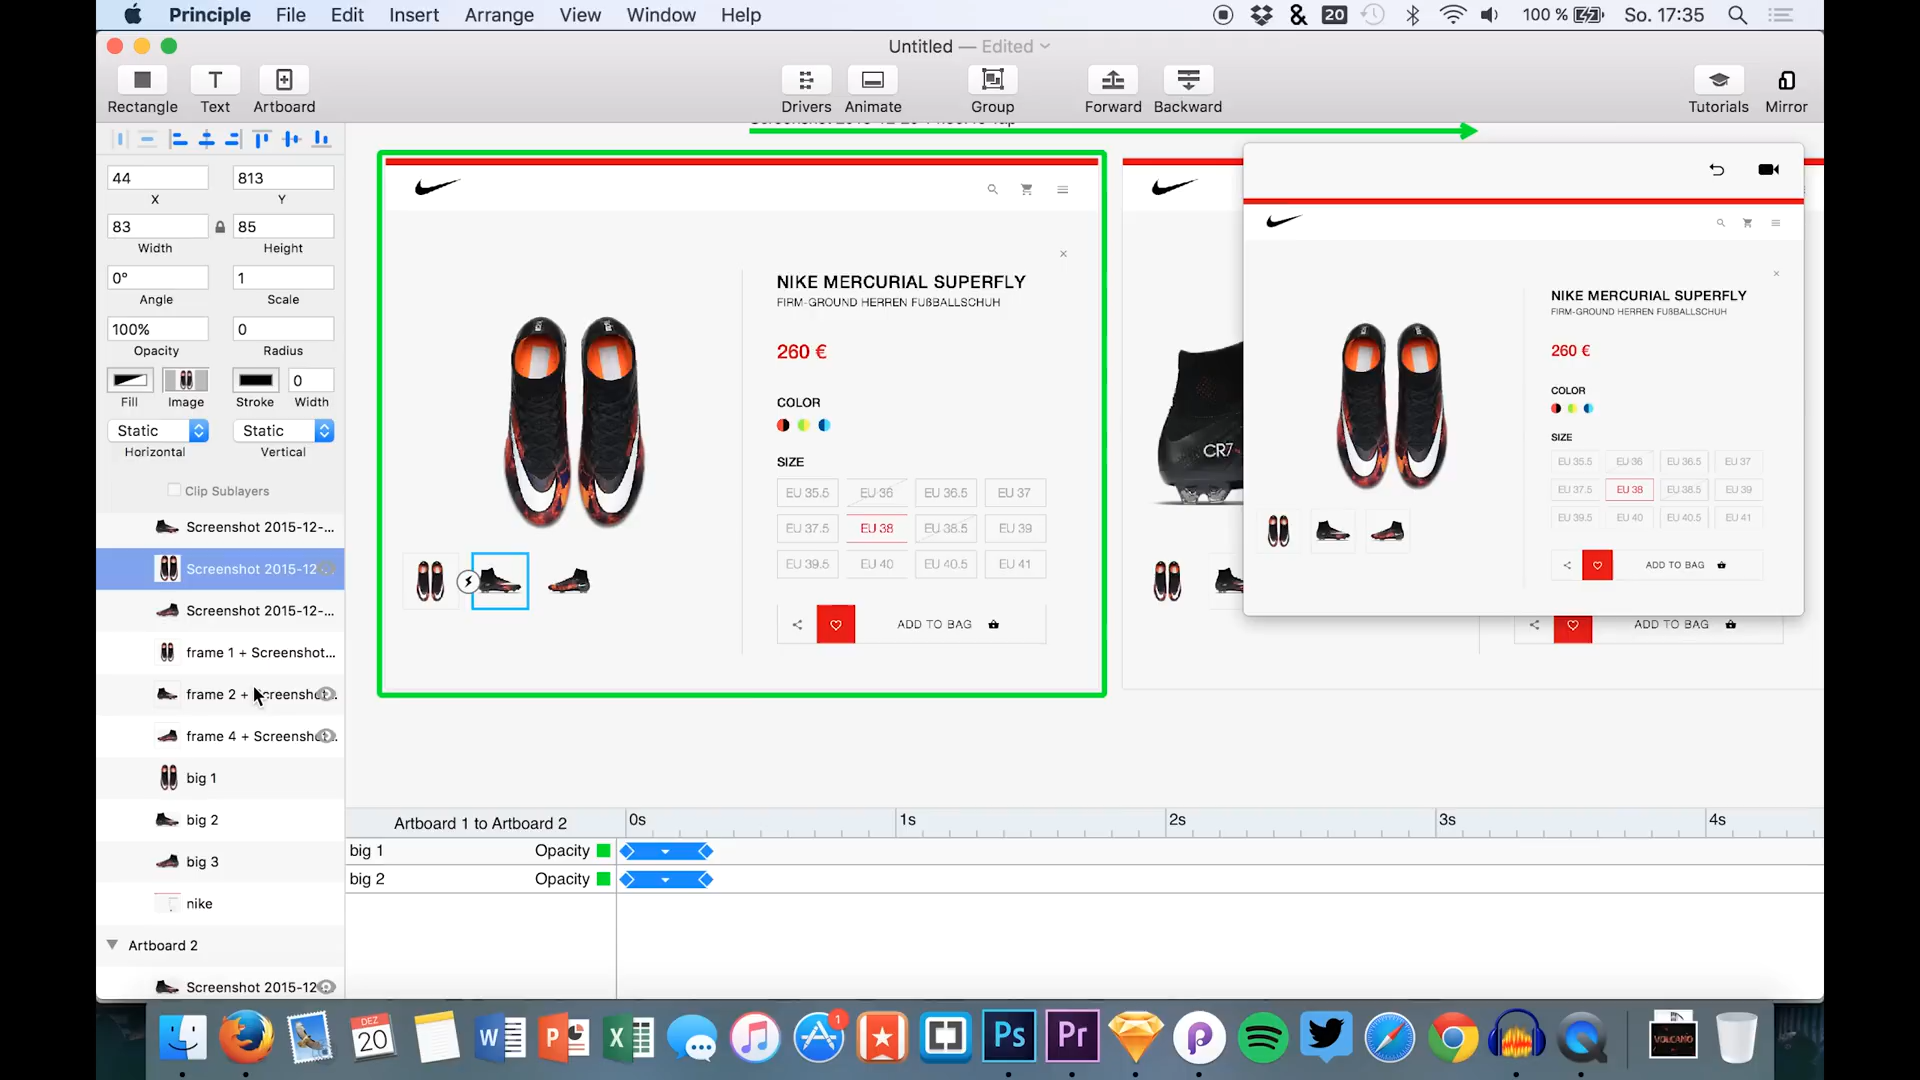 Principle File Edit Insert Arrange View Window Help
20 100 % So. 17:35
Untitled — Edited
Rectangle Text Artboard Drivers Animate Group Forward Backward Tutorials Mirror
44 813
X Y
83 85
Width Height
0° 1
Angle Scale
100% 0
Opacity Radius
0
Fill Image Stroke Width
Static Static
Horizontal Vertical
Clip Sublayers
Screenshot 2015-12-...
Screenshot 2015-12
Screenshot 2015-12-...
frame 1 + Screenshot...
frame 2 +
frame 4 + Screensho
big 1
big 2
big 3
nike
Artboard 2
Screenshot 2015-12
NIKE MERCURIAL SUPERFLY
FIRM-GROUND HERREN FUßBALLSCHUH
260 €
COLOR
SIZE
EU 35.5 EU 36 EU 36.5 EU 37
EU 37.5 EU 38 EU 38.5 EU 39
EU 39.5 EU 40 EU 40.5 EU 41
ADD TO BAG
CR7
ADD TO BAG
NIKE MERCURIAL SUPERFLY
FIRM-GROUND HERREN FUßBALLSCHUH
260 €
COLOR
SIZE
EU 35.5 EU 36 EU 36.5 EU 37
EU 37.5 EU 38 EU 38.5 EU 39
EU 39.5 EU 40 EU 40.5 EU 41
ADD TO BAG
Artboard 1 to Artboard 2 0s 1s 2s 3s 4s
big 1 Opacity
big 2 Opacity
DEZ
20
W P X
1
Ps Pr
VOLCANO